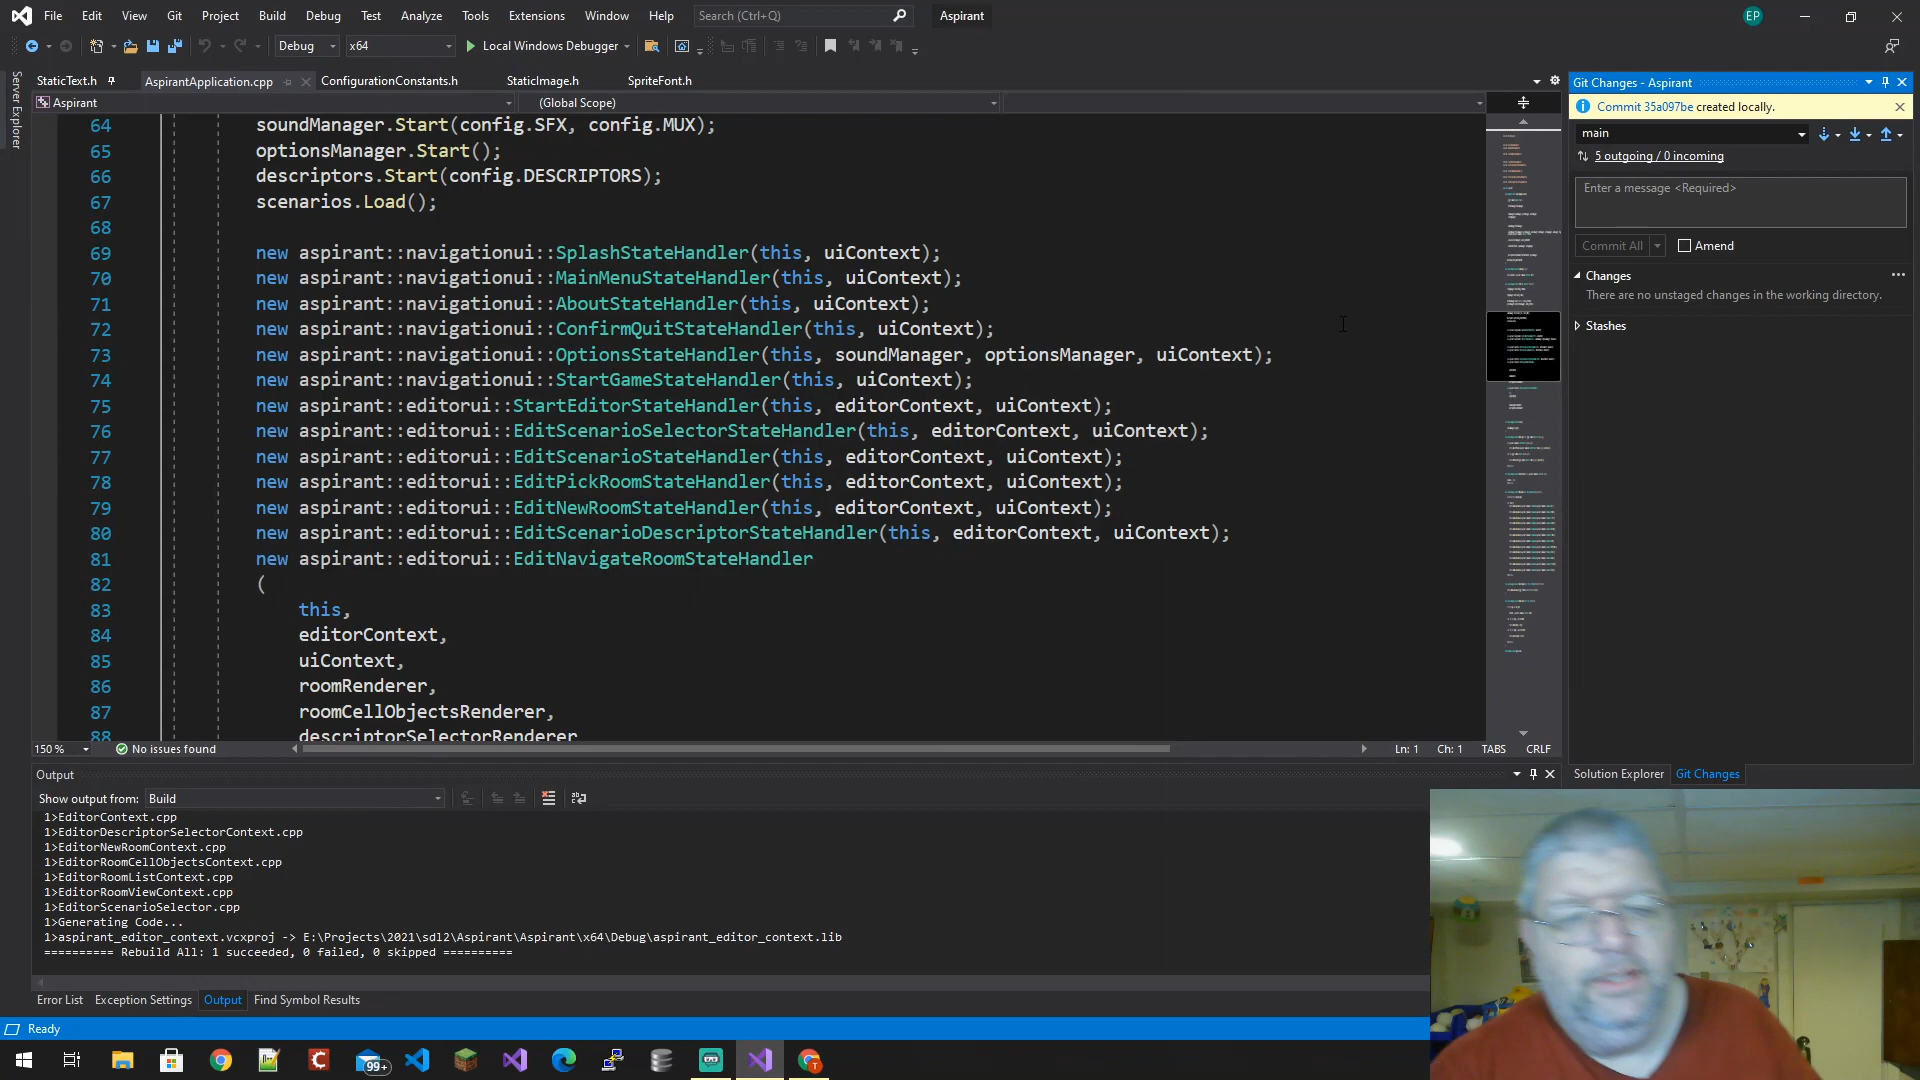 File Edit View Git Project Build Debug Test Analyze Tools Extensions Window Help Search (Ctrl+Q) Aspirant EP
Debug x64 Local Windows Debugger
StaticText.h AspirantApplication.cpp ConfigurationConstants.h StaticImage.h SpriteFont.h
Aspirant (Global Scope)
Server Explorer
64 soundManager.Start(config.SFX, config.MUX);
65 optionsManager.Start();
66 descriptors.Start(config.DESCRIPTORS);
67 scenarios.Load();
68
69 new aspirant::navigationui::SplashStateHandler(this, uiContext);
70 new aspirant::navigationui::MainMenuStateHandler(this, uiContext);
71 new aspirant::navigationui::AboutStateHandler(this, uiContext);
72 new aspirant::navigationui::ConfirmQuitStateHandler(this, uiContext);
73 new aspirant::navigationui::OptionsStateHandler(this, soundManager, optionsManager, uiContext);
74 new aspirant::navigationui::StartGameStateHandler(this, uiContext);
75 new aspirant::editorui::StartEditorStateHandler(this, editorContext, uiContext);
76 new aspirant::editorui::EditScenarioSelectorStateHandler(this, editorContext, uiContext);
77 new aspirant::editorui::EditScenarioStateHandler(this, editorContext, uiContext);
78 new aspirant::editorui::EditPickRoomStateHandler(this, editorContext, uiContext);
79 new aspirant::editorui::EditNewRoomStateHandler(this, editorContext, uiContext);
80 new aspirant::editorui::EditScenarioDescriptorStateHandler(this, editorContext, uiContext);
81 new aspirant::editorui::EditNavigateRoomStateHandler
82 (
83 this,
84 editorContext,
85 uiContext,
86 roomRenderer,
87 roomCellObjectsRenderer,
88 descriptorSelectorRenderer
150 % No issues found Ln: 1 Ch: 1 TABS CRLF
Output
Show output from: Build
1>EditorContext.cpp
1>EditorDescriptorSelectorContext.cpp
1>EditorNewRoomContext.cpp
1>EditorRoomCellObjectsContext.cpp
1>EditorRoomListContext.cpp
1>EditorRoomViewContext.cpp
1>EditorScenarioSelector.cpp
1>Generating Code...
1>aspirant_editor_context.vcxproj -> E:\Projects\2021\sdl2\Aspirant\Aspirant\x64\Debug\aspirant_editor_context.lib
========== Rebuild All: 1 succeeded, 0 failed, 0 skipped ==========
Error List Exception Settings Output Find Symbol Results
Ready
Git Changes - Aspirant
Commit 35a097be created locally.
main
5 outgoing / 0 incoming
Enter a message <Required>
Commit All Amend
Changes
There are no unstaged changes in the working directory.
Stashes
Solution Explorer Git Changes
99+
T